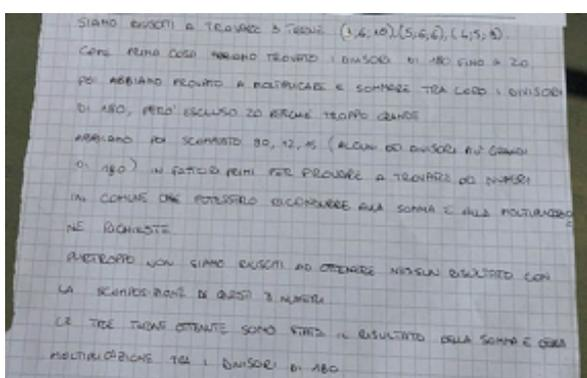 SIAMO RIUSCITI A TROVARE 3 TERNE (3,6,10),(5,6,6),(4,5,9).
COME PRIMA COSA ABBIAMO TROVATO I DIVISORI DI 180 FINO A 20
POI ABBIAMO PROVATO A MOLTIPLICARE E SOMMARE TRA LORO I DIVISORI
DI 180, PERO' ESCLUSO 20 PERCHÉ TROPPO GRANDE
ABBIAMO POI SCOMPOSTO 90, 12, 15 (ALCUNI DEI DIVISORI PIÙ GRANDI
DI 180) IN FATTORI PRIMI PER PROVARE A TROVARE DEI NUMERI
IN COMUNE CHE POTESSERO RICONDURRE ALLA SOMMA E ALLA MOLTIPLICAZIO
NE RICHIESTE.
PURTROPPO NON SIAMO RIUSCITI AD OTTENERE NESSUN RISULTATO CON
LA SCOMPOSIZIONE DI QUESTI 3 NUMERI
LE TRE TERNE OTTENUTE SONO STATE IL RISULTATO DELLA SOMMA E DELLA
MOLTIPLICAZIONE TRA I DIVISORI DI 180